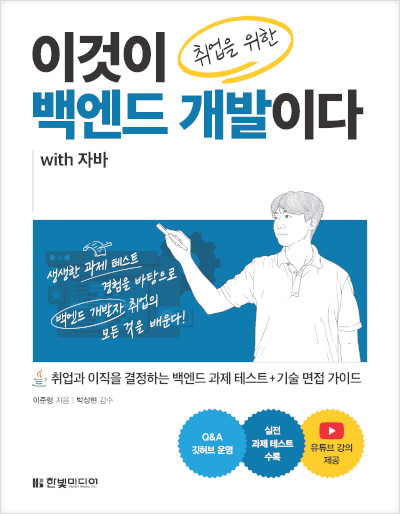 이것이
취업을 위한
백엔드 개발이다
with 자바
생생한 과제 테스트
경험을 바탕으로
백엔드 개발자 취업의
모든 것을 배운다!
취업과 이직을 결정하는 백엔드 과제 테스트+기술 면접 가이드
이준형 지음 | 박상현 감수
Q&A
깃허브 운영
실전
과제 테스트
수록
유튜브 강의
제공
한빛미디어